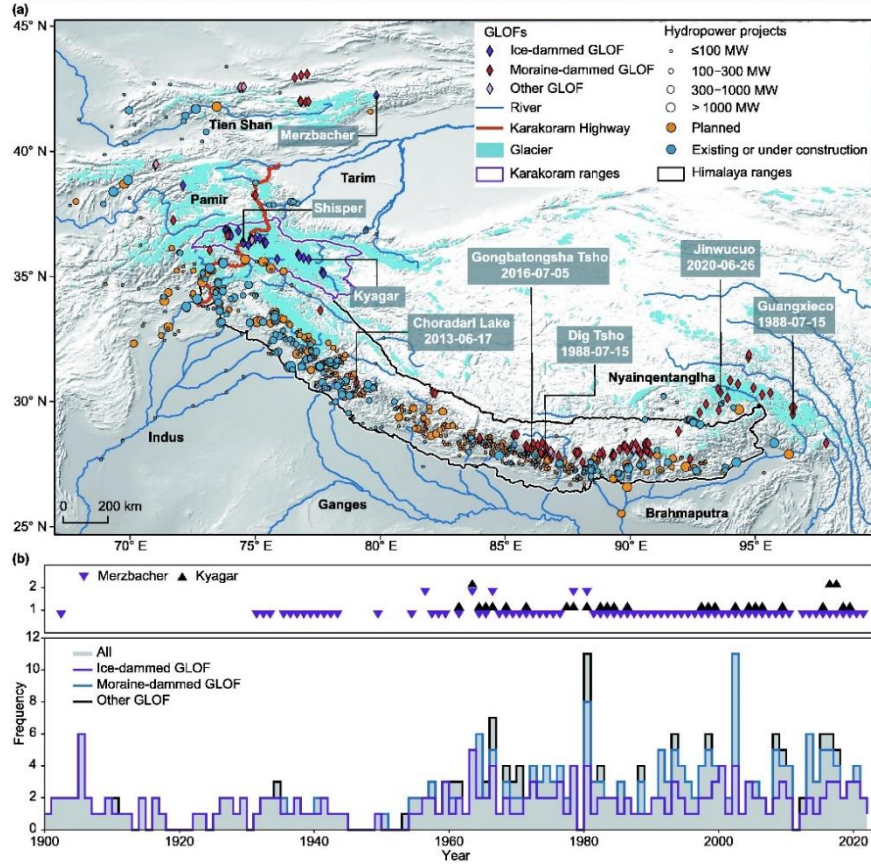 (a)
45° N
40° N
35° N
30° N
25° N
70° E
75° E
80° E
85° E
90° E
95° E
GLOFs
Ice-dammed GLOF
Moraine-dammed GLOF
Other GLOF
River
Karakoram Highway
Glacier
Karakoram ranges
Hydropower projects
≤100 MW
100–300 MW
300–1000 MW
> 1000 MW
Planned
Existing or under construction
Himalaya ranges
Tien Shan
Merzbacher
Tarim
Pamir
Shisper
Kyagar
Gongbatongsha Tsho
2016-07-05
Jinwucuo
2020-06-26
Guangxieco
1988-07-15
Choradari Lake
2013-06-17
Dig Tsho
1988-07-15
Nyainqentanglha
Indus
Ganges
Brahmaputra
0 200 km
(b)
Merzbacher
Kyagar
2
1
12
10
8
6
4
2
0
Frequency
All
Ice-dammed GLOF
Moraine-dammed GLOF
Other GLOF
1900
1920
1940
1960
1980
2000
2020
Year